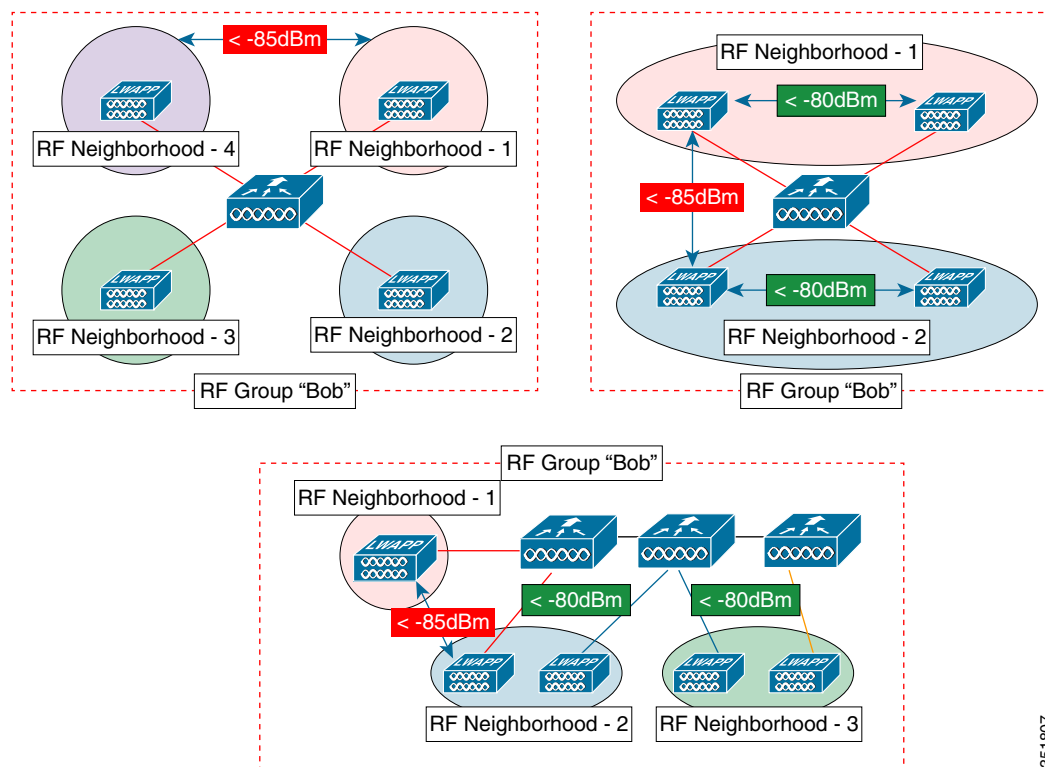 < -85dBm
LWAPP
LWAPP
RF Neighborhood - 4
RF Neighborhood - 1
LWAPP
LWAPP
RF Neighborhood - 3
RF Neighborhood - 2
RF Group “Bob”
RF Neighborhood - 1
LWAPP
< -80dBm
LWAPP
< -85dBm
LWAPP
< -80dBm
LWAPP
RF Neighborhood - 2
RF Group “Bob”
RF Group “Bob”
RF Neighborhood - 1
LWAPP
< -85dBm
< -80dBm
< -80dBm
LWAPP
LWAPP
LWAPP
LWAPP
RF Neighborhood - 2
RF Neighborhood - 3